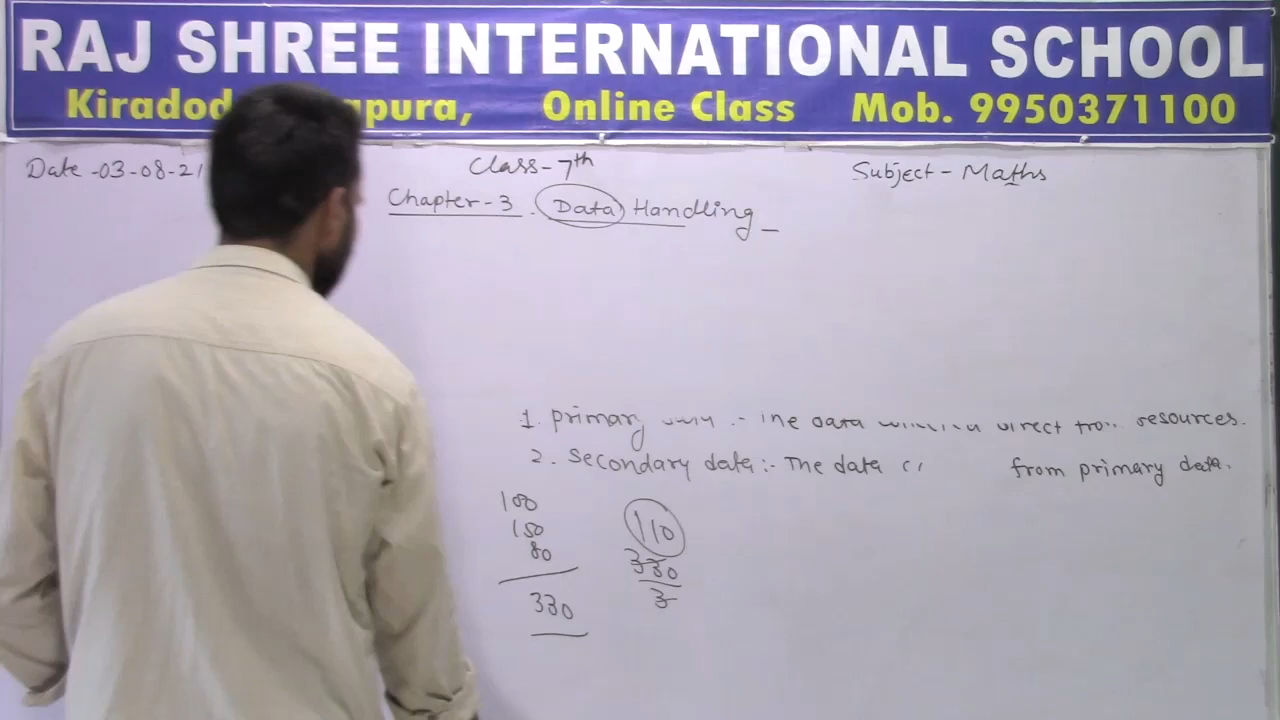 RAJ SHREE INTERNATIONAL SCHOOL
Online Class Mob. 9950371100
Date -03-08-21 Class-7th Subject - Maths
Chapter-3. Data Handling
1. primary :- direct resources.
2. Secondary data:- The data from primary data.
100
150 110
80 330
3
330